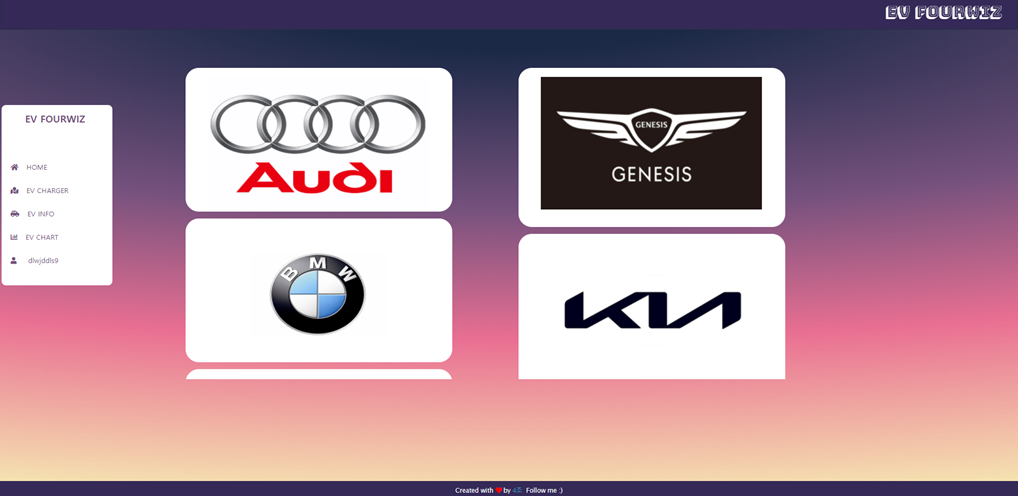 EV FOURWIZ
EV FOURWIZ
HOME
EV CHARGER
EV INFO
EV CHART
dlwjddls9
Audi
GENESIS
GENESIS
BMW
KIA
Created with by Follow me :)